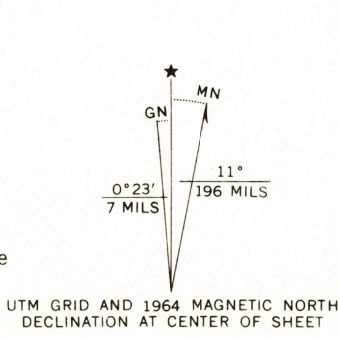 ★
MN
GN
11°
0°23′
196 MILS
7 MILS
e
UTM GRID AND 1964 MAGNETIC NORTH
DECLINATION AT CENTER OF SHEET